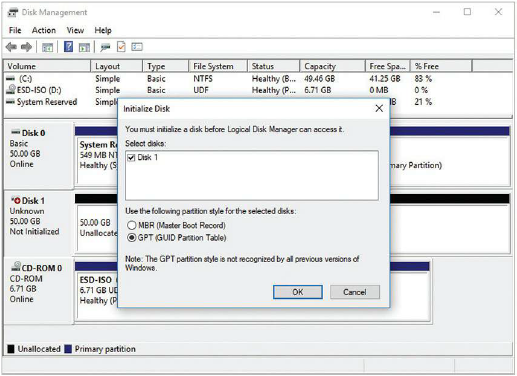 Disk Management
File Action View Help
Volume Layout Type File System Status Capacity Free Spa... % Free
(C:) Simple Basic NTFS Healthy (B... 49.46 GB 41.25 GB 83 %
ESD-ISO (D:) Simple Basic UDF Healthy (P... 6.71 GB 0 MB 0 %
System Reserved Simp MB 21 %
Initialize Disk
You must initialize a disk before Logical Disk Manager can access it.
Select disks:
Disk 1
Use the following partition style for the selected disks:
MBR (Master Boot Record)
GPT (GUID Partition Table)
Note: The GPT partition style is not recognized by all previous versions of
Windows.
OK Cancel
Disk 0
Basic
50.00 GB
Online
System Re
549 MB NT
Healthy (S
mary Partition)
Disk 1
Unknown
50.00 GB
Not Initialized
50.00 GB
Unallocate
CD-ROM 0
CD-ROM
6.71 GB
Online
ESD-ISO
6.71 GB UD
Healthy (P
Unallocated Primary partition